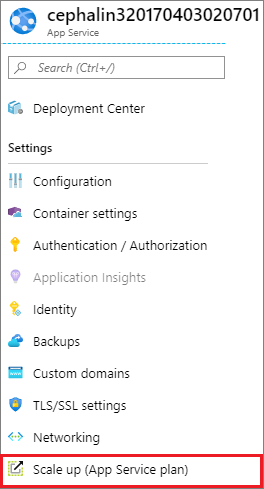 cephalin320170403020701
App Service
Search (Ctrl+/)
Deployment Center
Settings
Configuration
Container settings
Authentication / Authorization
Application Insights
Identity
Backups
Custom domains
TLS/SSL settings
Networking
Scale up (App Service plan)